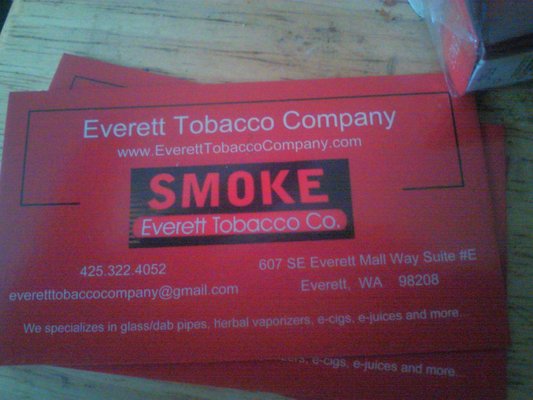 Everett Tobacco Company
www.EverettTobaccoCompany.com
SMOKE
Everett Tobacco Co.
425.322.4052
everetttobaccocompany@gmail.com
607 SE Everett Mall Way Suite #E
Everett, WA 98208
We specializes in glass/dab pipes, herbal vaporizers, e-cigs, e-juices and more...
e-cigs, e-juices and more...